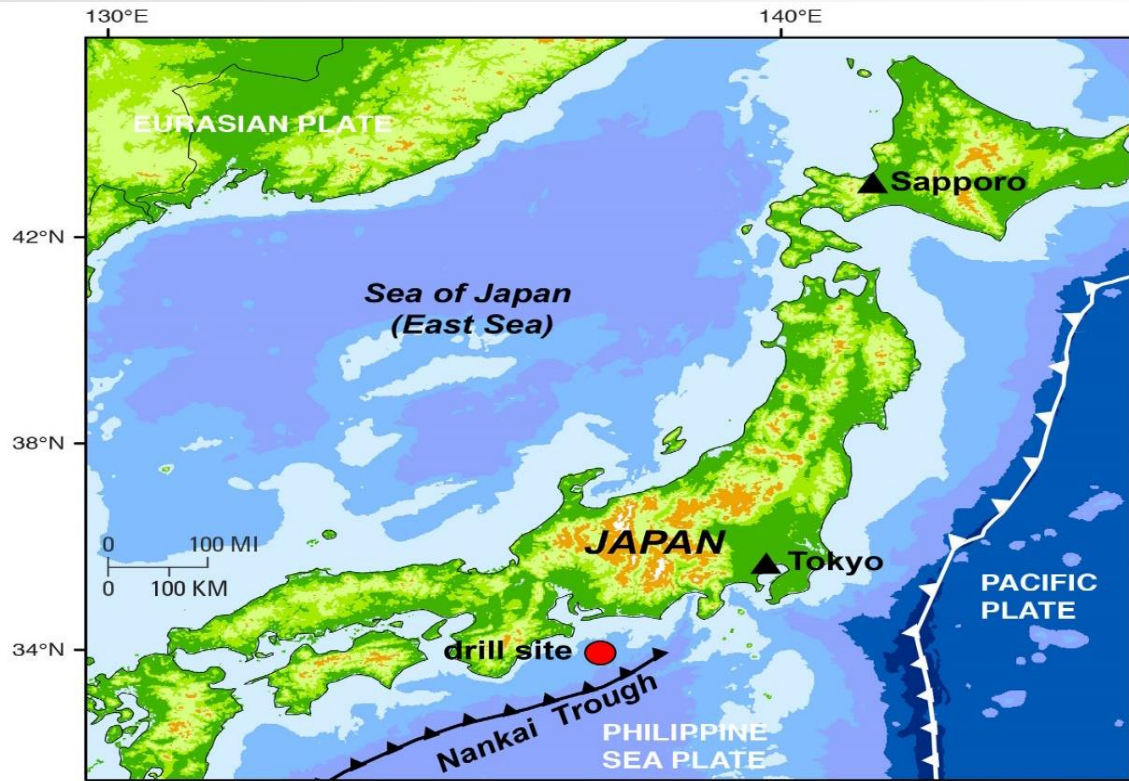 130°E
140°E
EURASIAN PLATE
Sapporo
42°N
Sea of Japan
(East Sea)
38°N
0 100 MI
0 100 KM
JAPAN
Tokyo
PACIFIC
PLATE
34°N
drill site
Nankai Trough
PHILIPPINE
SEA PLATE